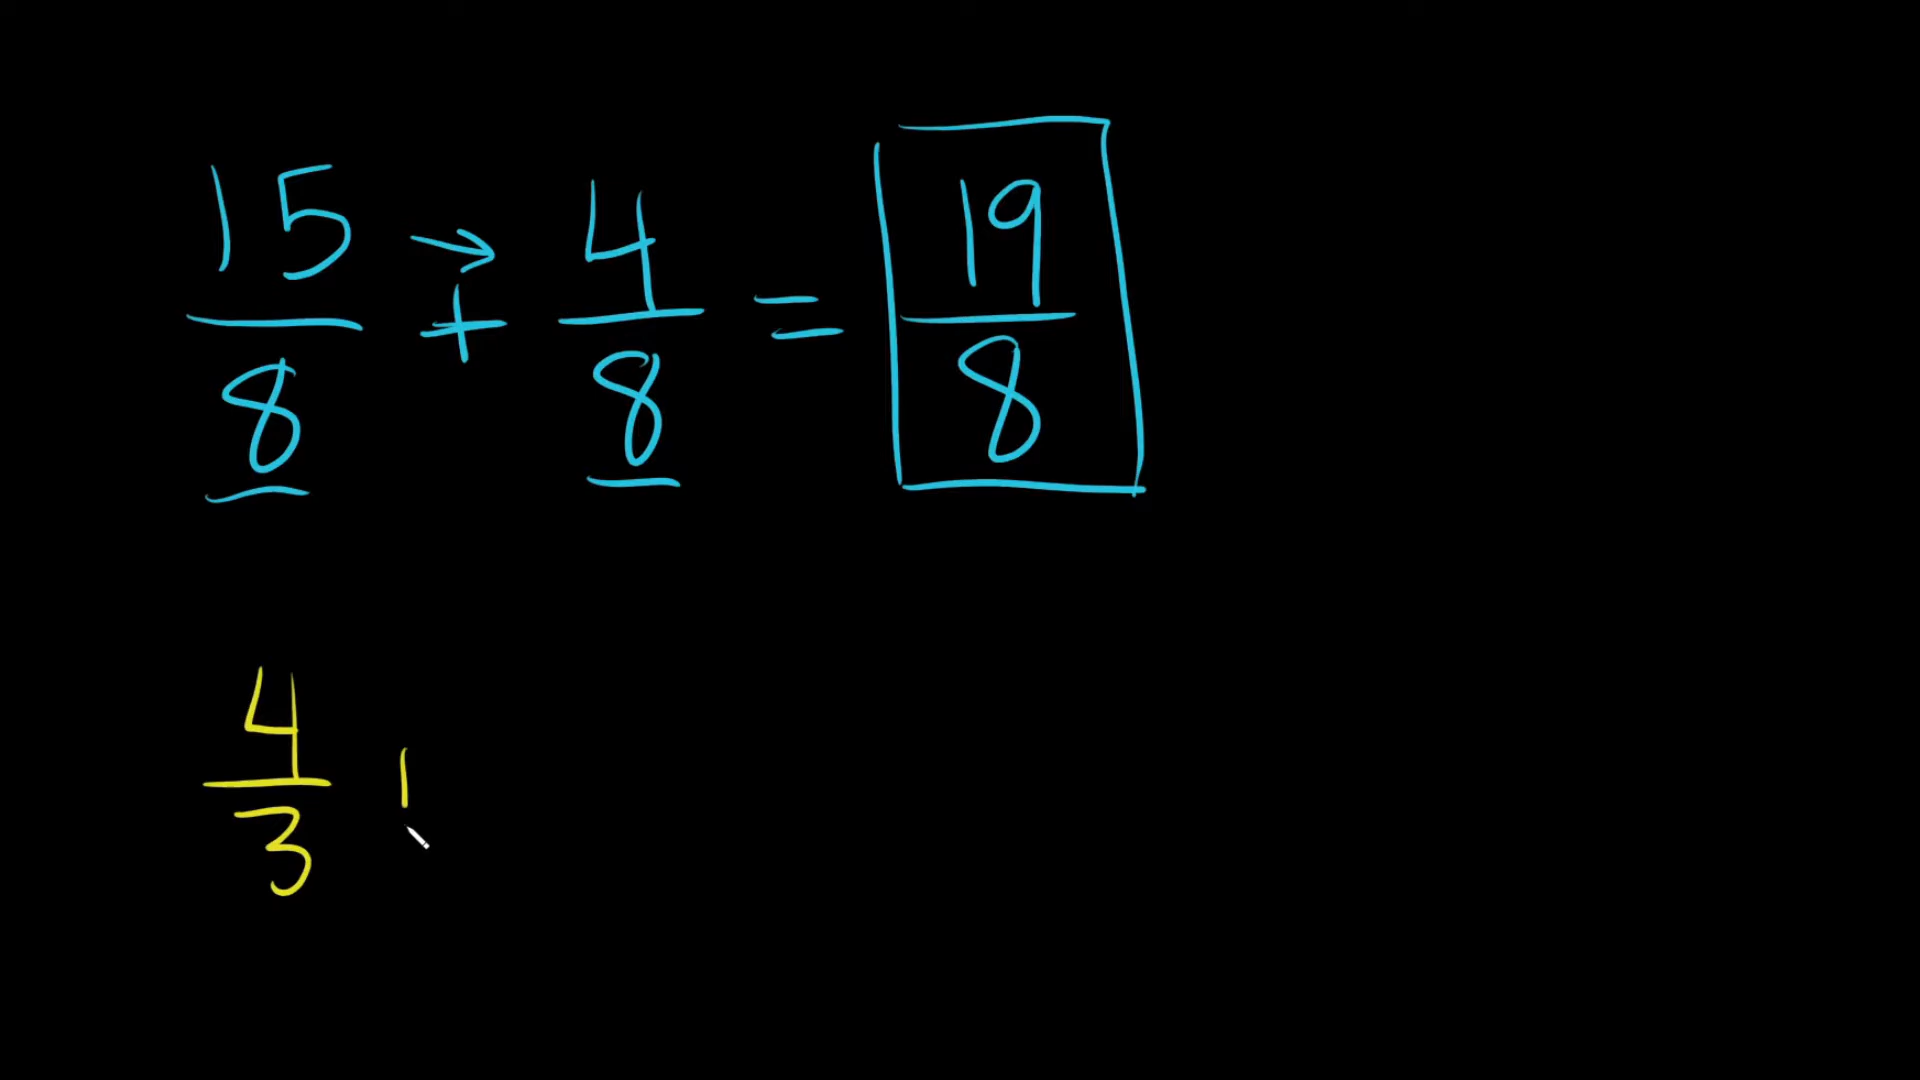 15/8 → + 4/8 = 19/8
4/3 |